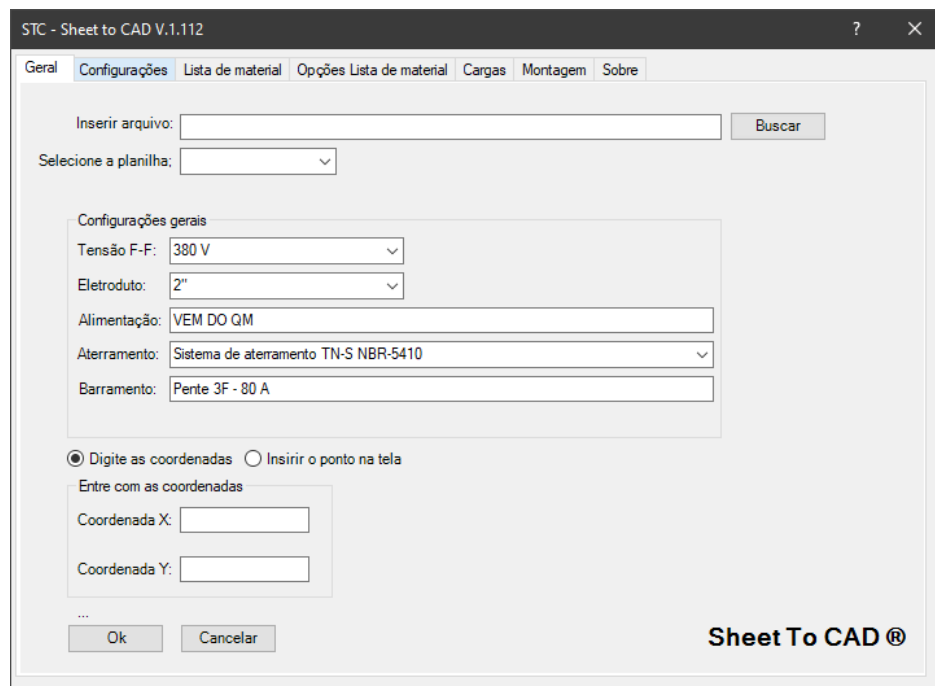 STC - Sheet to CAD V.1.112 ?
Geral Configurações Lista de material Opções Lista de material Cargas Montagem Sobre
Inserir arquivo: Buscar
Selecione a planilha;
Configurações gerais
Tensão F-F: 380 V
Eletroduto: 2"
Alimentação: VEM DO QM
Aterramento: Sistema de aterramento TN-S NBR-5410
Barramento: Pente 3F - 80 A
Digite as coordenadas Insirir o ponto na tela
Entre com as coordenadas
Coordenada X:
Coordenada Y:
...
Ok Cancelar Sheet To CAD ®